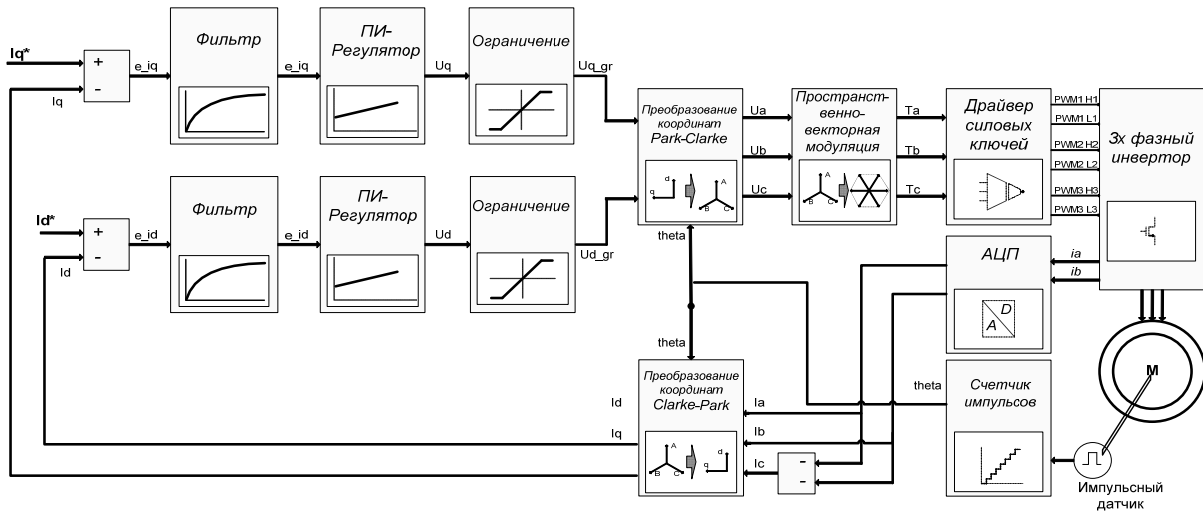 Iq*
+
-
Iq
e_iq
Фильтр
e_iq
ПИ-
Регулятор
Uq
Ограничение
Uq_gr
Id*
+
-
Id
e_id
Фильтр
e_id
ПИ-
Регулятор
Ud
Ограничение
Ud_gr
Преобразование
координат
Park-Clarke
q
d
A
B
C
theta
Ua
Ub
Uc
Пространст-
венно-
векторная
модуляция
A
B
C
Ta
Tb
Tc
Драйвер
силовых
ключей
PWM1 H1
PWM1 L1
PWM2 H2
PWM2 L2
PWM3 H3
PWM3 L3
3х фазный
инвертор
АЦП
D
A
ia
ib
M
theta
Преобразование
координат
Clarke-Park
A
B
C
q
d
Id
Iq
Ia
Ib
Ic
-
-
theta
Счетчик
импульсов
Импульсный
датчик